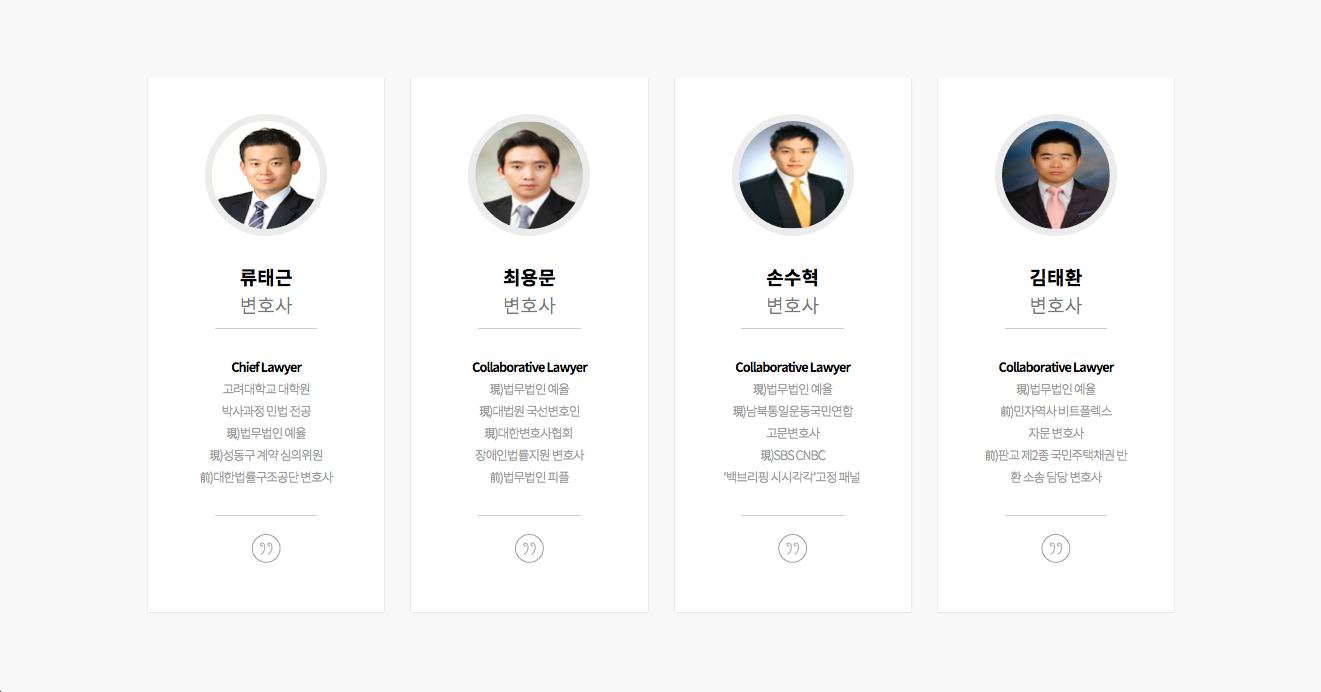 류태근
변호사
Chief Lawyer
고려대학교 대학원
박사과정 민법 전공
現)법무법인 예율
現)성동구 계약 심의위원
前)대한법률구조공단 변호사
최용문
변호사
Collaborative Lawyer
現)법무법인 예율
現)대법원 국선변호인
現)대한변호사협회
장애인법률지원 변호사
前)법무법인 피플
손수혁
변호사
Collaborative Lawyer
現)법무법인 예율
現)남북통일운동국민연합
고문변호사
現)SBS CNBC
‘백브리핑 시시각각’고정 패널
김태환
변호사
Collaborative Lawyer
現)법무법인 예율
前)민자역사 비트플렉스
자문 변호사
前)판교 제2종 국민주택채권 반
환 소송 담당 변호사